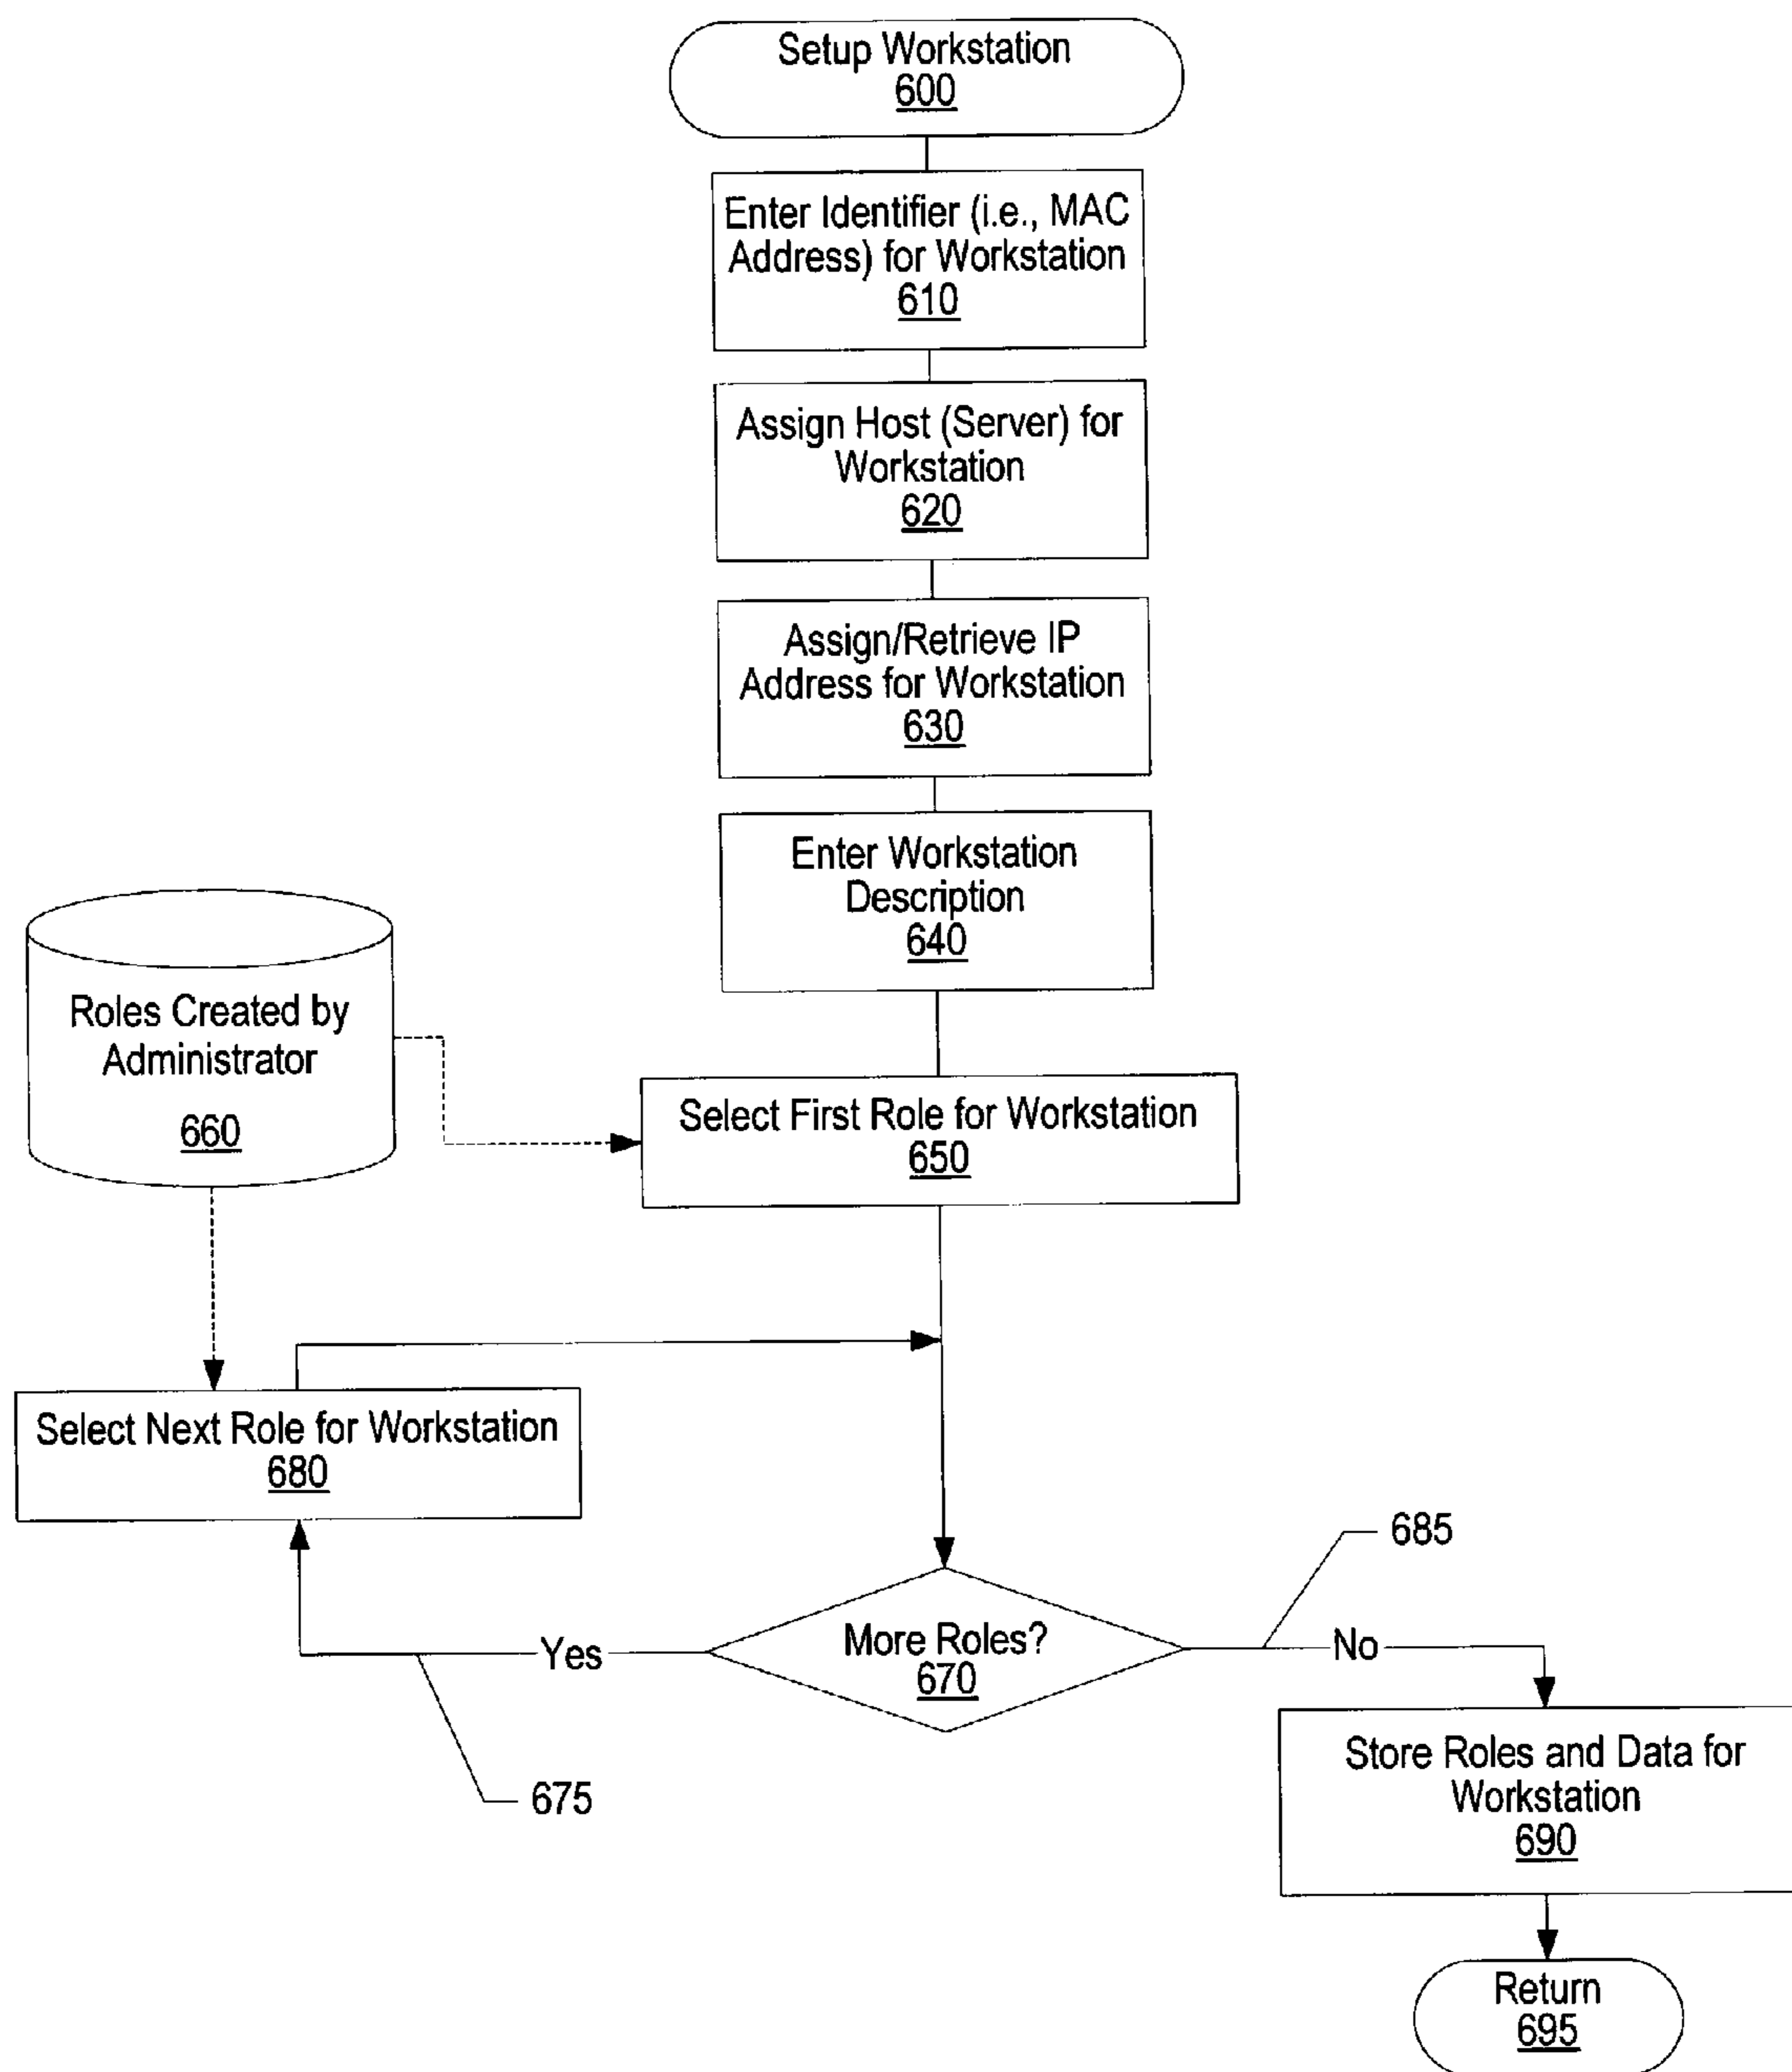 Setup Workstation
600
Enter Identifier (i.e., MAC
Address) for Workstation
610
Assign Host (Server) for
Workstation
620
Assign/Retrieve IP
Address for Workstation
630
Enter Workstation
Description
640
Roles Created by
Administrator
660
Select First Role for Workstation
650
Select Next Role for Workstation
680
685
More Roles?
670
Yes
No
675
Store Roles and Data for
Workstation
690
Return
695